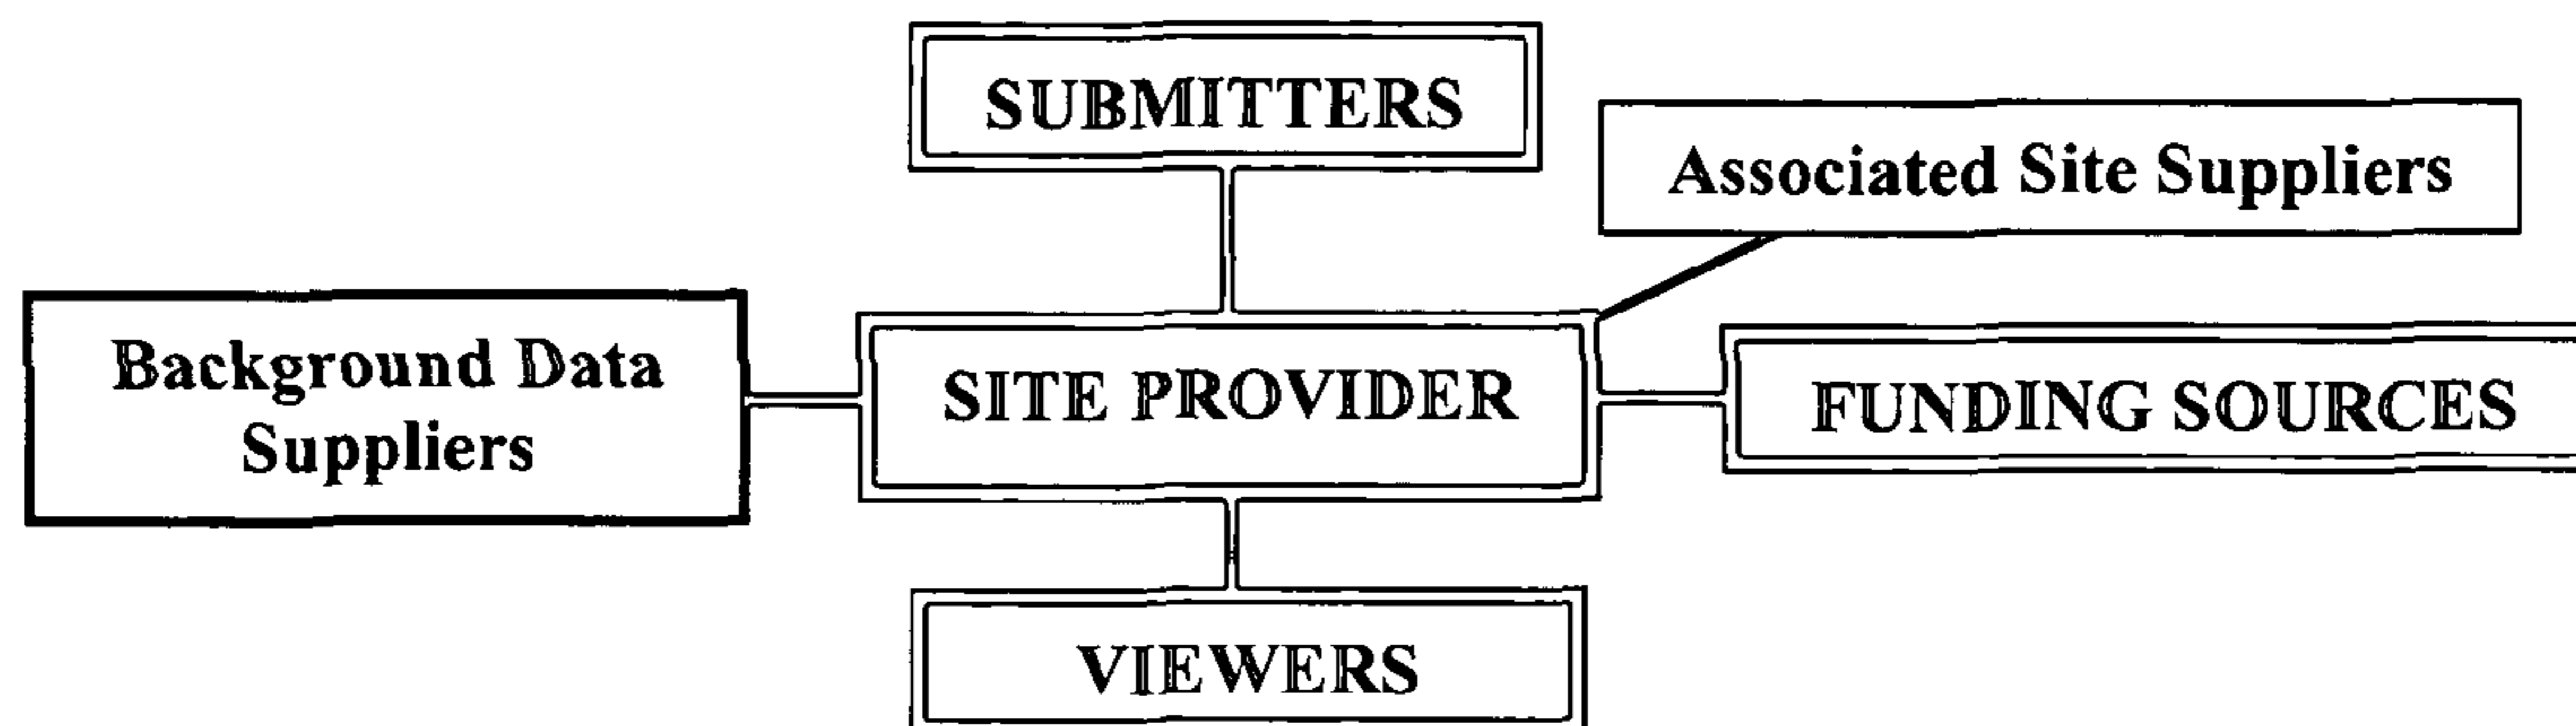 SUBMITTERS
Associated Site Suppliers
Background Data
Suppliers
SITE PROVIDER
FUNDING SOURCES
VIEWERS